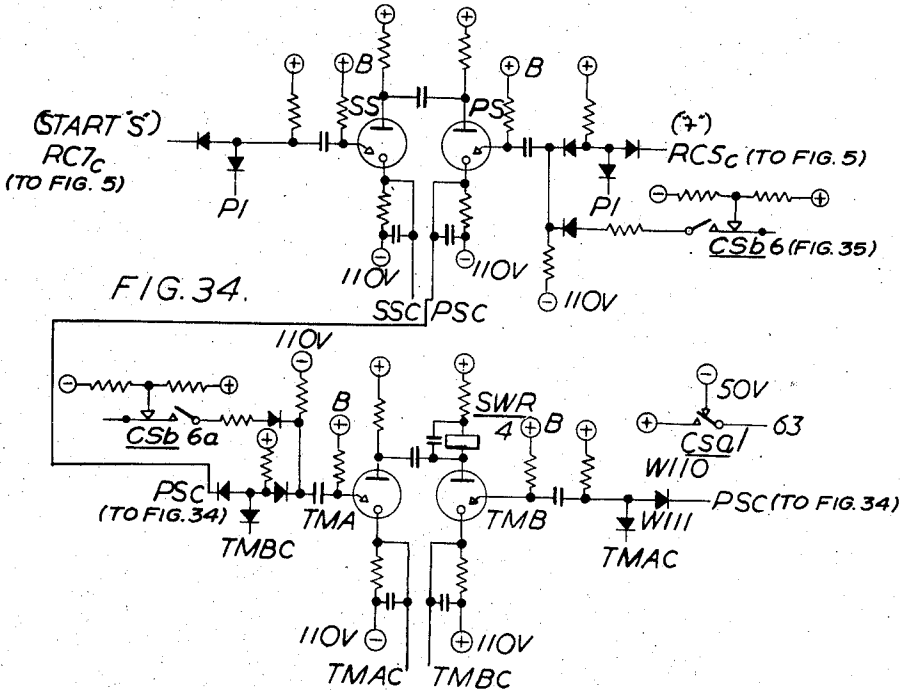 B
B
(START "S")
RC7c
(TO FIG. 5)
SS
PS
("7")
RC5c (TO FIG. 5)
P1
P1
CSb 6 (FIG. 35)
110V
110V
110V
FIG. 34.
SSC
PSC
110V
SWR
4
50V
B
B
63
CSb 6a
CSa1
W110
PSC
(TO FIG. 34)
TMA
TMB
W111
PSC (TO FIG. 34)
TMBC
TMAC
110V
110V
TMAC
TMBC